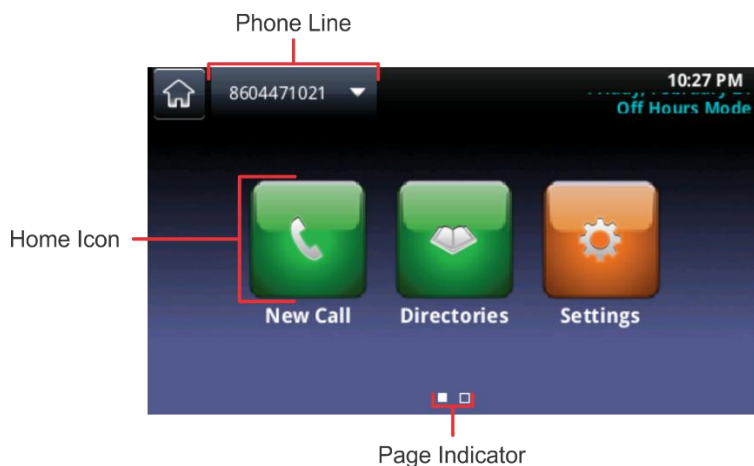 Phone Line
8604471021
10:27 PM
Off Hours Mode
Home Icon
New Call
Directories
Settings
Page Indicator